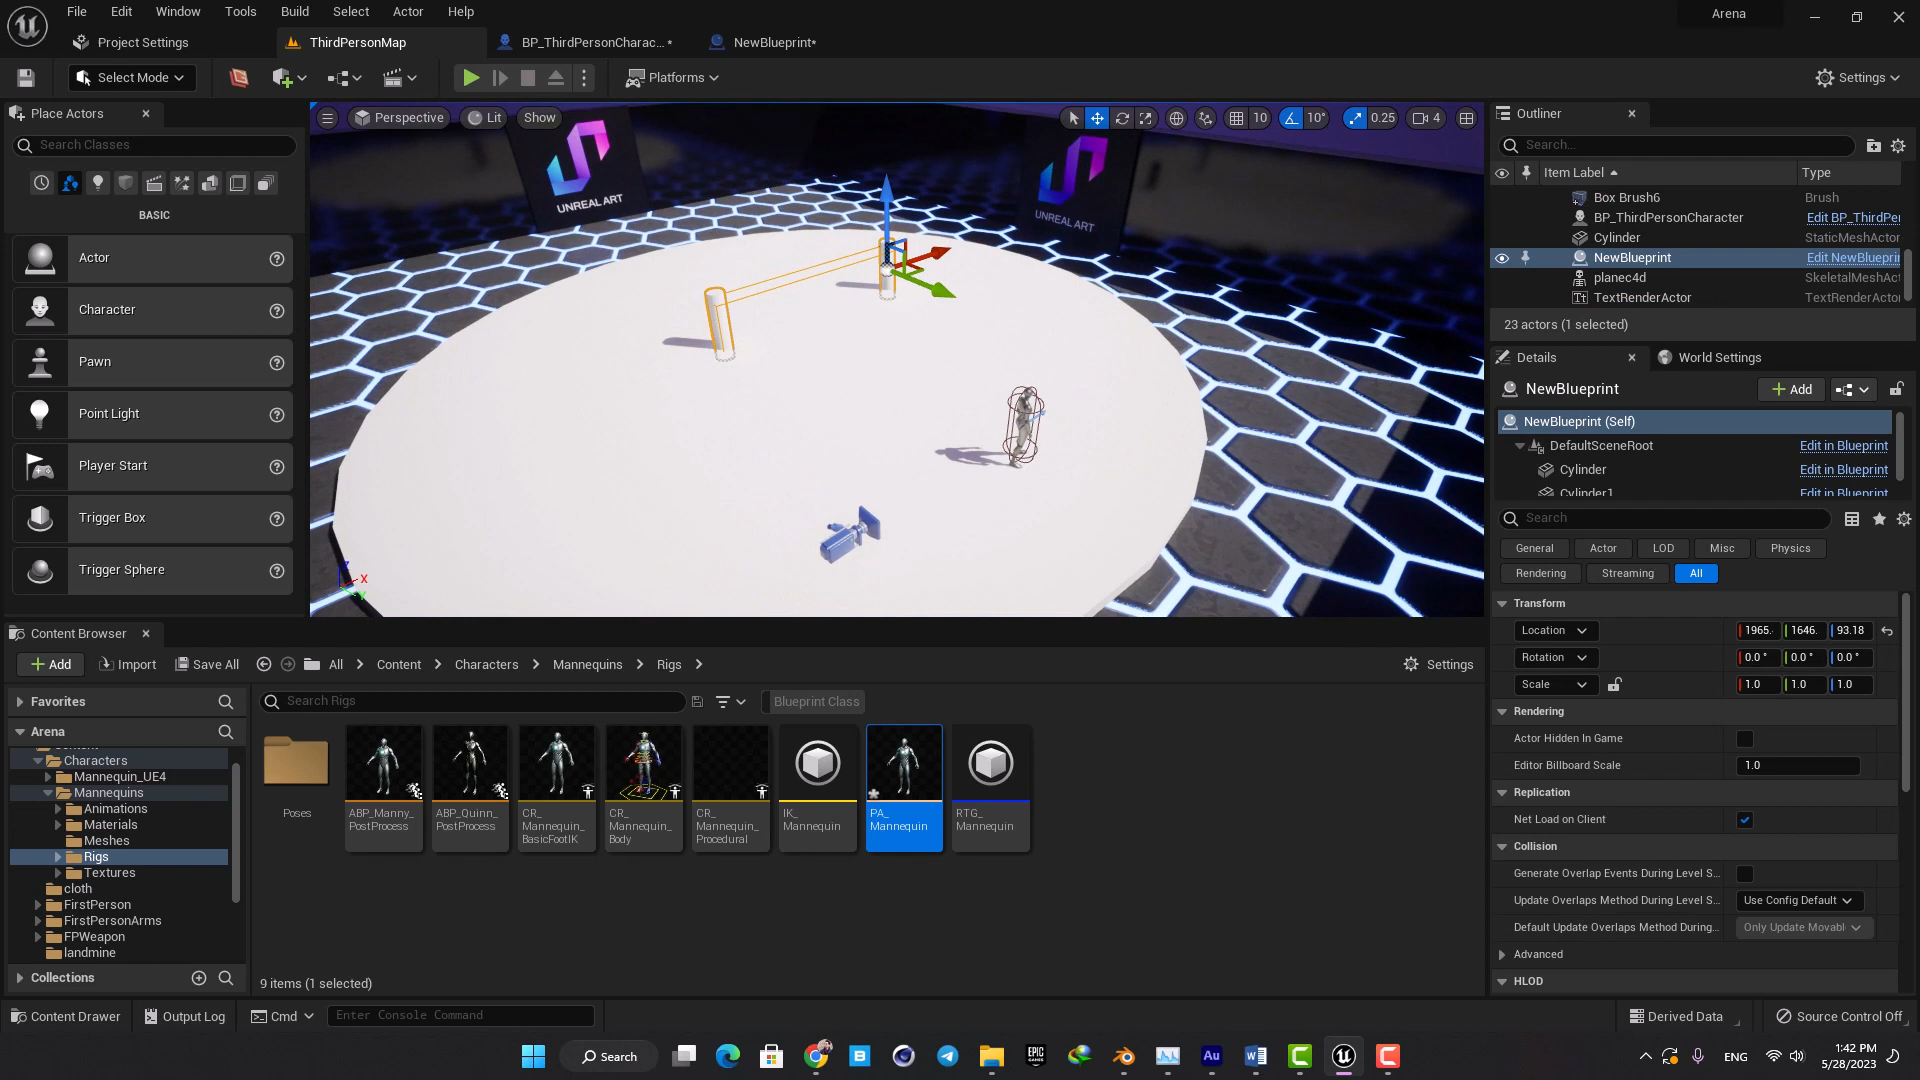 File Edit Window Tools Build Select Actor Help
Arena
Project Settings
ThirdPersonMap
BP_ThirdPersonCharac...*
NewBlueprint*
Select Mode
Platforms
Settings
Place Actors
Search Classes
BASIC
Actor
Character
Pawn
Point Light
Player Start
Trigger Box
Trigger Sphere
Perspective
Lit
Show
10
10°
0.25
4
UNREAL ART
UNREAL ART
X
Outliner
Search...
Item Label
Type
Box Brush6 Brush
BP_ThirdPersonCharacter Edit BP_ThirdPer
Cylinder StaticMeshActor
NewBlueprint Edit NewBlueprin
planec4d SkeletalMeshAct
TextRenderActor TextRenderActor
23 actors (1 selected)
Details
World Settings
NewBlueprint
Add
NewBlueprint (Self)
DefaultSceneRoot Edit in Blueprint
Cylinder Edit in Blueprint
Cylinder1 Edit in Blueprint
Search
General Actor LOD Misc Physics
Rendering Streaming All
Transform
Location 1965. 1646. 93.18
Rotation 0.0° 0.0° 0.0°
Scale 1.0 1.0 1.0
Rendering
Actor Hidden In Game
Editor Billboard Scale 1.0
Replication
Net Load on Client
Collision
Generate Overlap Events During Level S...
Update Overlaps Method During Level S... Use Config Default
Default Update Overlaps Method During... Only Update Movabl
Advanced
HLOD
Content Browser
Add
Import
Save All
All > Content > Characters > Mannequins > Rigs >
Settings
Favorites
Arena
Characters
Mannequin_UE4
Mannequins
Animations
Materials
Meshes
Rigs
Textures
cloth
FirstPerson
FirstPersonArms
FPWeapon
landmine
Collections
Search Rigs
Blueprint Class
Poses
ABP_Manny_
PostProcess
ABP_Quinn_
PostProcess
CR_
Mannequin_
BasicFootIK
CR_
Mannequin_
Body
CR_
Mannequin_
Procedural
IK_
Mannequin
PA_
Mannequin
RTG_
Mannequin
9 items (1 selected)
Content Drawer
Output Log
Cmd
Enter Console Command
Derived Data
Source Control Off
Search
EPIC
GAMES
Au
ENG
1:42 PM
5/28/2023